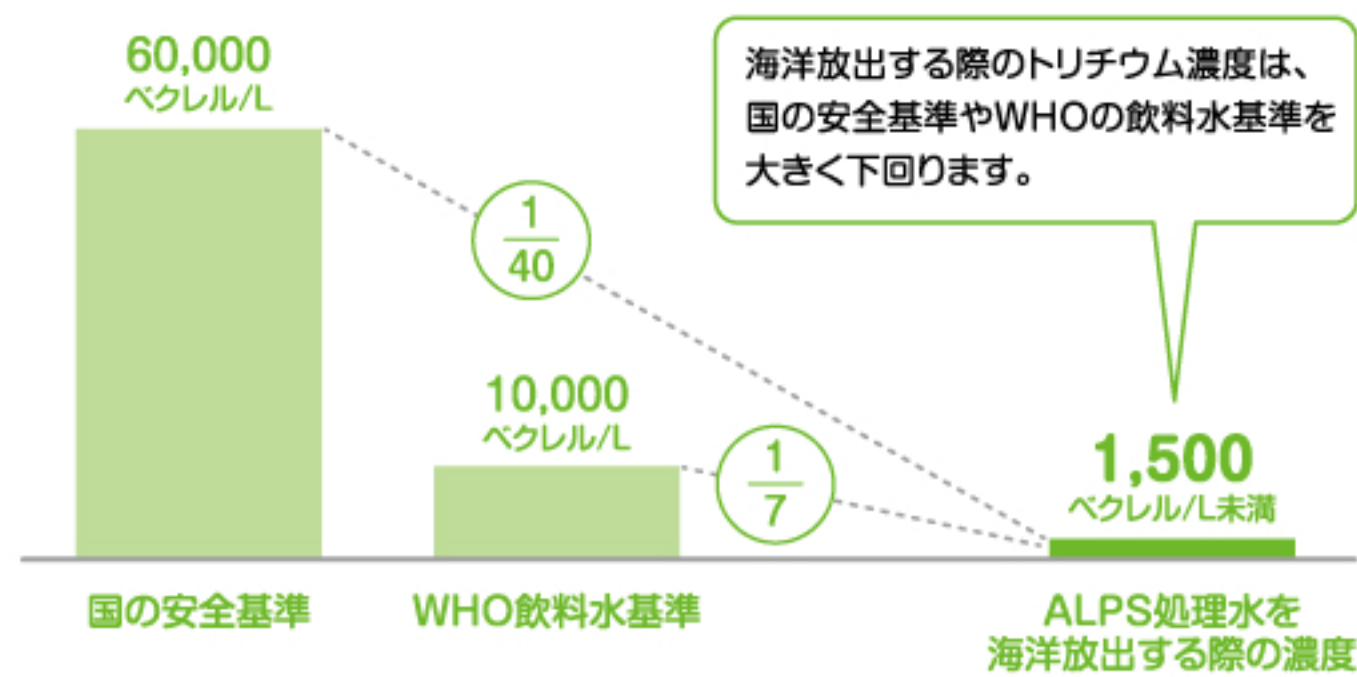 60,000
ベクレル/L
海洋放出する際のトリチウム濃度は、
国の安全基準やWHOの飲料水基準を
大きく下回ります。
1
40
10,000
ベクレル/L
1
7
1,500
ベクレル/L未満
国の安全基準
WHO飲料水基準
ALPS処理水を
海洋放出する際の濃度